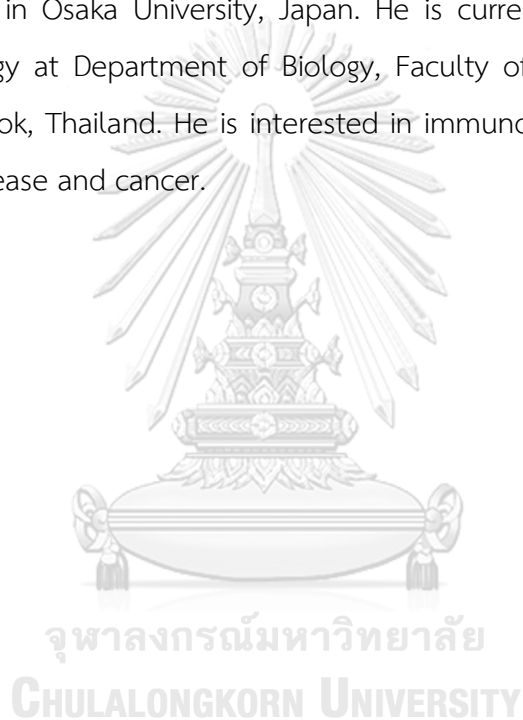 in Osaka University, Japan. He is curre
gy at Department of Biology, Faculty of
ok, Thailand. He is interested in immuno
ease and cancer.
จุฬาลงกรณ์มหาวิทยาลัย
CHULALONGKORN UNIVERSITY